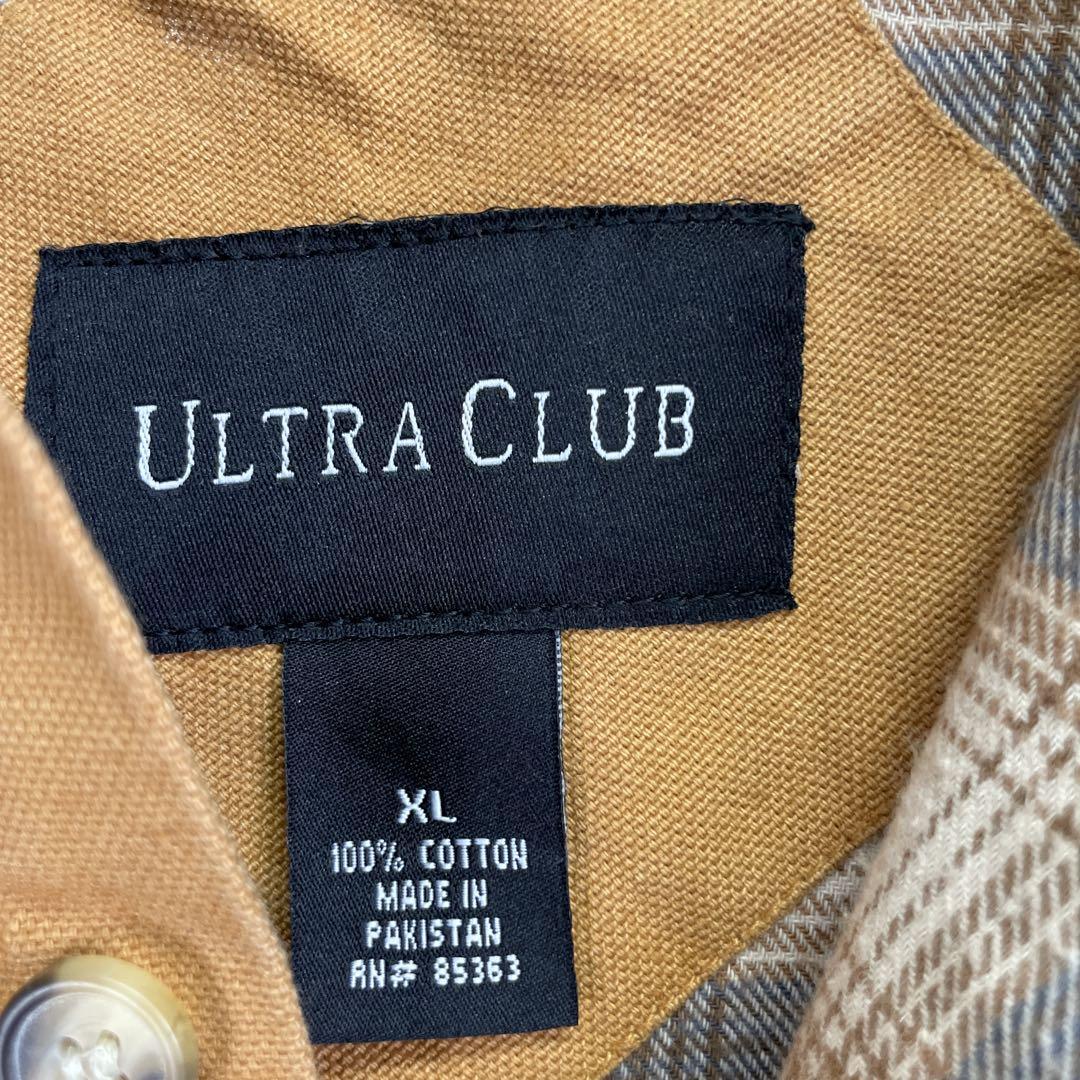 ULTRA CLUB
XL
100% COTTON
MADE IN
PAKISTAN
RN# 85363